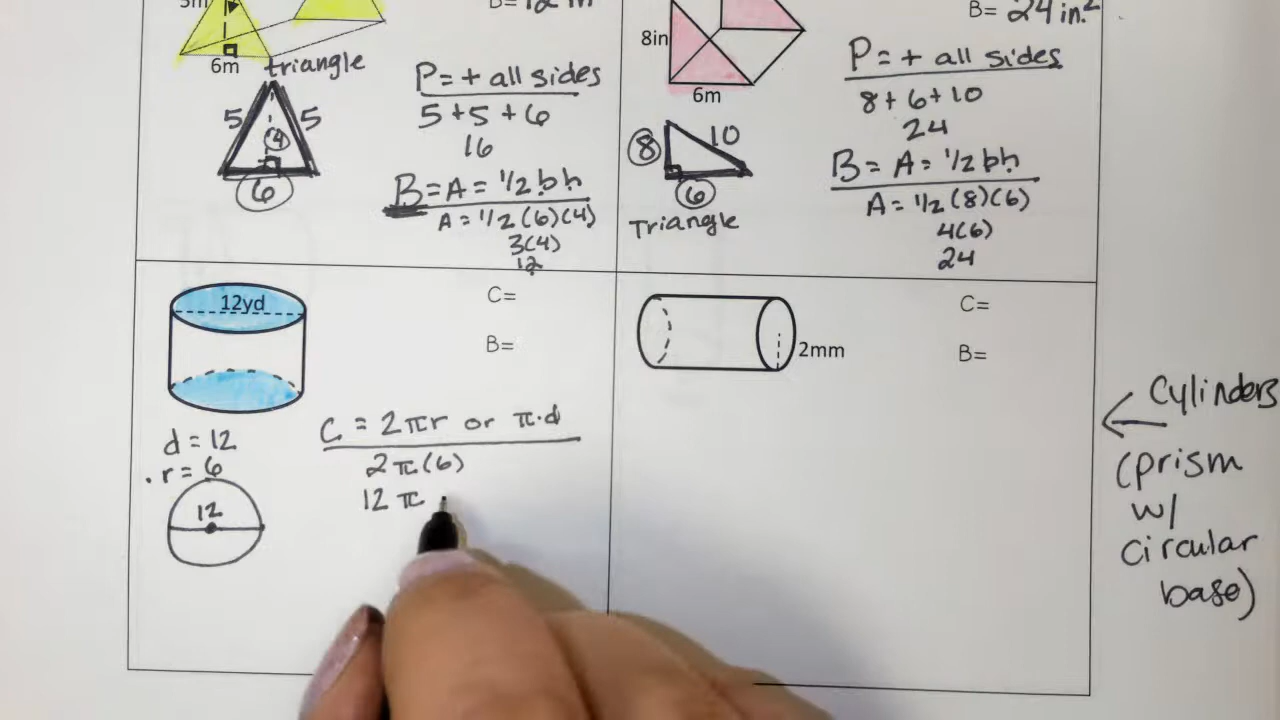 5m
B= 12 m
6m
triangle
5
5
4
6
P= + all sides
5 + 5 + 6
16
B = A = 1/2 bh
A = 1/2 (6)(4)
3(4)
12
B= 24 in.²
8in
6m
8
10
6
Triangle
P= + all sides
8 + 6 + 10
24
B = A = 1/2 bh
A = 1/2 (8)(6)
4(6)
24
12yd
C=
B=
d = 12
r = 6
12
C = 2πr or π·d
2π(6)
12π
2mm
C=
B=
← Cylinders
(prism
w/
circular
base)